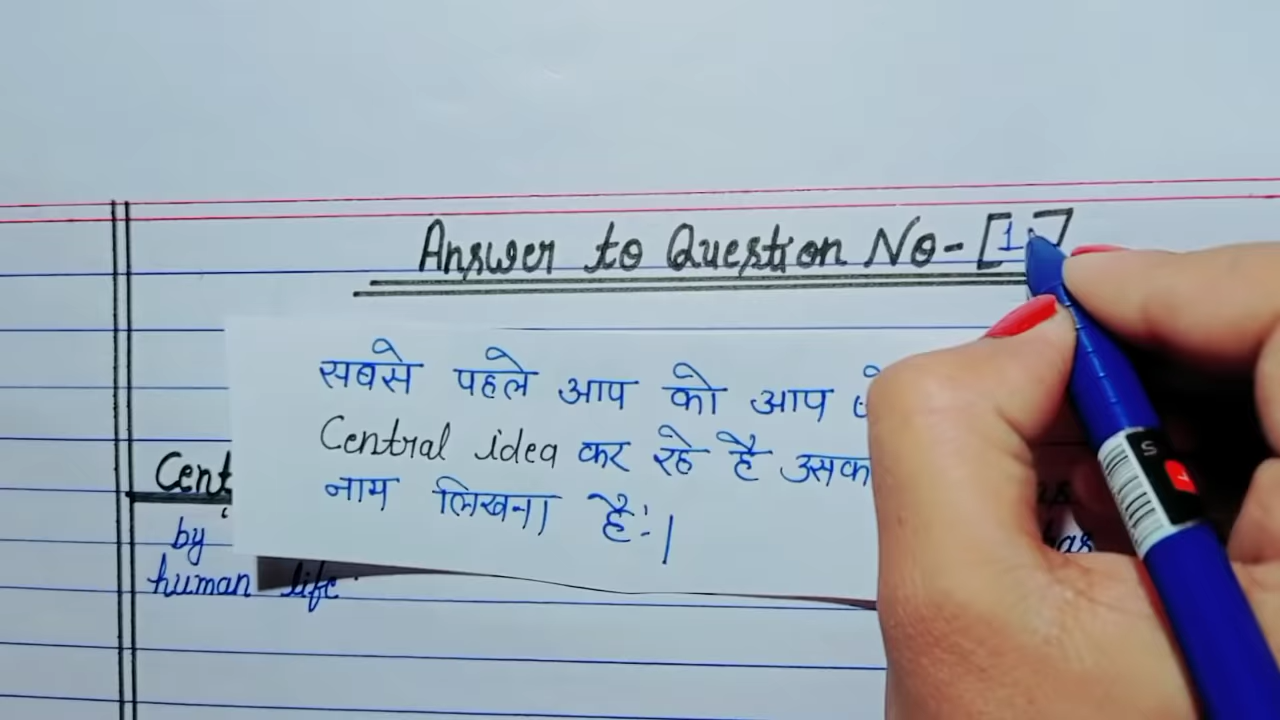 Answer to Question No- [1.]
सबसे पहले आप को आप
Central idea कर रहे है उसक
नाम लिखना है:-|
Cent
by
has
human life.